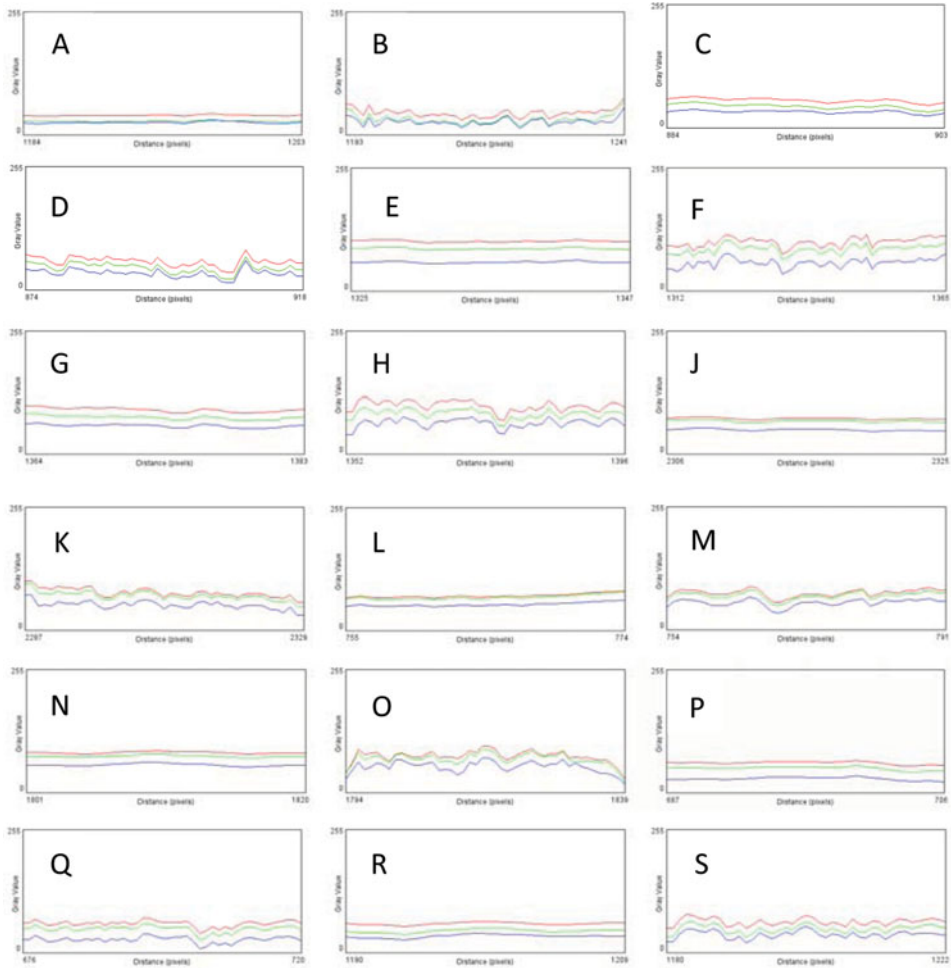 255
A
Gray Value
0
1184
Distance (pixels)
1203
255
B
Gray Value
0
1193
Distance (pixels)
1241
255
C
Gray Value
0
884
Distance (pixels)
903
255
D
Gray Value
0
874
Distance (pixels)
918
255
E
Gray Value
0
1325
Distance (pixels)
1347
255
F
Gray Value
0
1312
Distance (pixels)
1365
255
G
Gray Value
0
1364
Distance (pixels)
1383
255
H
Gray Value
0
1352
Distance (pixels)
1396
255
J
Gray Value
0
2306
Distance (pixels)
2325
255
K
Gray Value
0
2287
Distance (pixels)
2328
255
L
Gray Value
0
755
Distance (pixels)
774
255
M
Gray Value
0
754
Distance (pixels)
791
255
N
Gray Value
0
1801
Distance (pixels)
1820
255
O
Gray Value
0
1794
Distance (pixels)
1839
255
P
Gray Value
0
687
Distance (pixels)
706
255
Q
Gray Value
0
676
Distance (pixels)
720
255
R
Gray Value
0
1190
Distance (pixels)
1209
255
S
Gray Value
0
1180
Distance (pixels)
1225